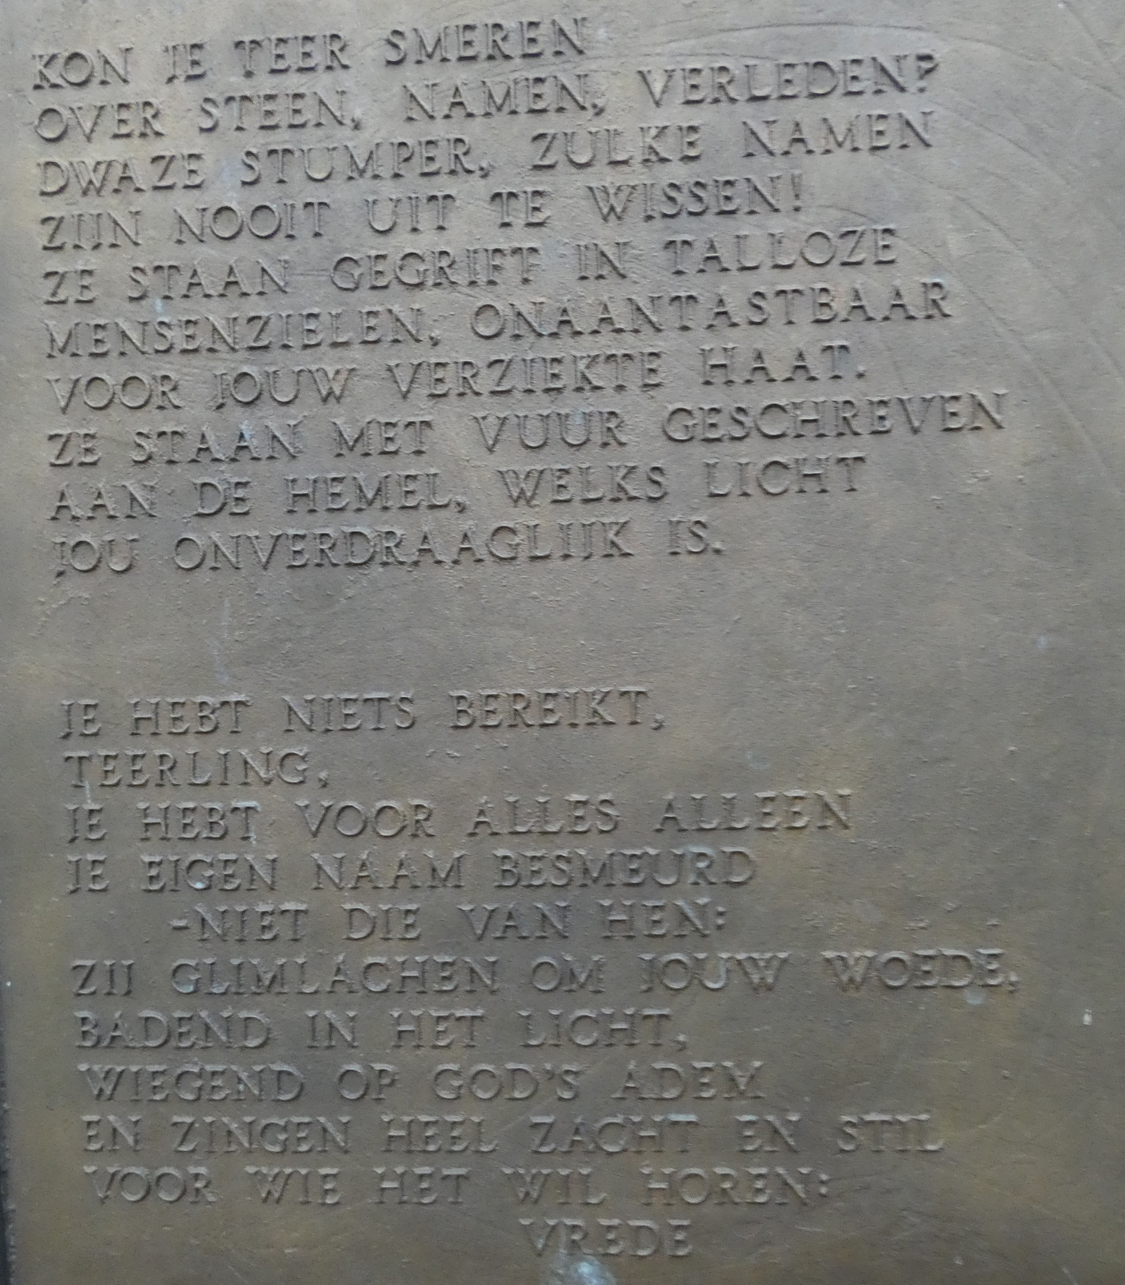 KON JE TEER SMEREN
OVER STEEN, NAMEN, VERLEDEN?
DWAZE STUMPER, ZULKE NAMEN
ZIJN NOOIT UIT TE WISSEN!
ZE STAAN GEGRIFT IN TALLOZE
MENSENZIELEN, ONAANTASTBAAR
VOOR JOUW VERZIEKTE HAAT.
ZE STAAN MET VUUR GESCHREVEN
AAN DE HEMEL, WELKS LICHT
JOU ONVERDRAAGLIJK IS.
JE HEBT NIETS BEREIKT,
TEERLING,
JE HEBT VOOR ALLES ALLEEN
JE EIGEN NAAM BESMEURD
-NIET DIE VAN HEN:
ZIJ GLIMLACHEN OM JOUW WOEDE,
BADEND IN HET LICHT,
WIEGEND OP GOD'S ADEM
EN ZINGEN HEEL ZACHT EN STIL
VOOR WIE HET WIL HOREN:
VREDE